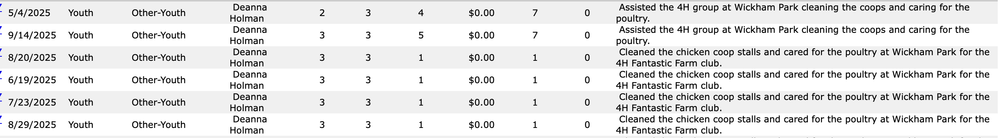 5/4/2025 Youth Other-Youth Deanna Holman 2 3 4 $0.00 7 0 Assisted the 4H group at Wickham Park cleaning the coops and caring for the poultry.
9/14/2025 Youth Other-Youth Deanna Holman 3 3 5 $0.00 7 0 Assisted the 4H group at Wickham Park cleaning the coops and caring for the poultry.
8/20/2025 Youth Other-Youth Deanna Holman 3 3 1 $0.00 1 0 Cleaned the chicken coop stalls and cared for the poultry at Wickham Park for the 4H Fantastic Farm club.
6/19/2025 Youth Other-Youth Deanna Holman 3 3 1 $0.00 1 0 Cleaned the chicken coop stalls and cared for the poultry at Wickham Park for the 4H Fantastic Farm club.
7/23/2025 Youth Other-Youth Deanna Holman 3 3 1 $0.00 1 0 Cleaned the chicken coop stalls and cared for the poultry at Wickham Park for the 4H Fantastic Farm club.
8/29/2025 Youth Other-Youth Deanna Holman 3 3 1 $0.00 1 0 Cleaned the chicken coop stalls and cared for the poultry at Wickham Park for the 4H Fantastic Farm club.